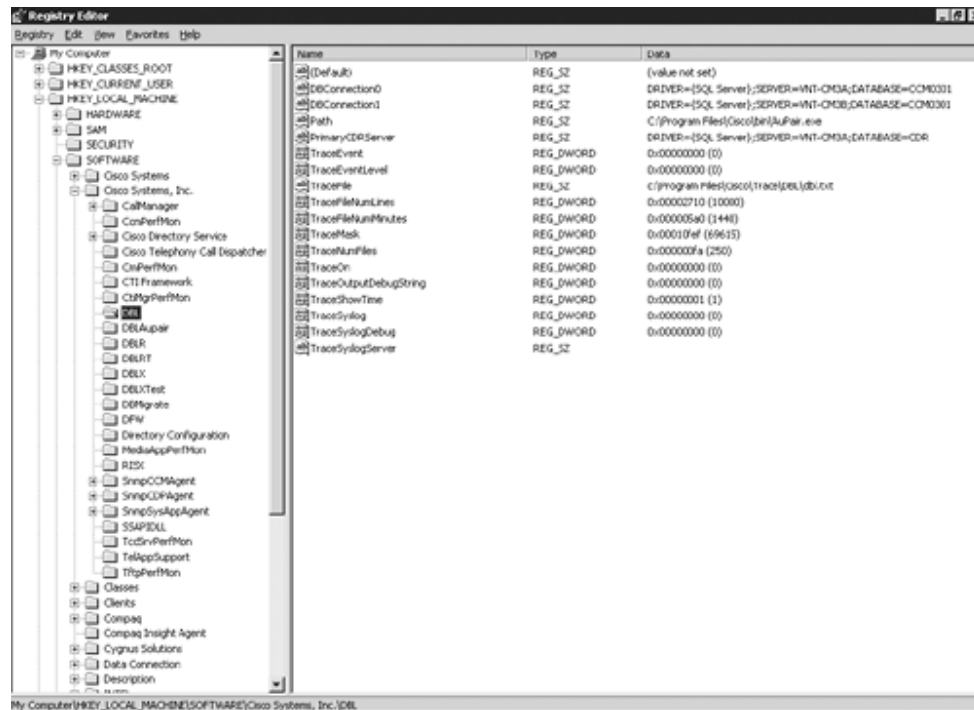 Registry Editor
Registry Edit View Favorites Help
My Computer
HKEY_CLASSES_ROOT
HKEY_CURRENT_USER
HKEY_LOCAL_MACHINE
HARDWARE
SAM
SECURITY
SOFTWARE
Cisco Systems
Cisco Systems, Inc.
CallManager
Cisco Directory Service
Cisco Telephony Call Dispatcher
CmPerfMon
CTI Framework
CtiMgrPerfMon
DBL
DBLAupair
DBLR
DBLRT
DBLX
DBLXTest
DBMigrate
DFW
Directory Configuration
MediaAppPerfMon
RISX
SnmpCCMAgent
SnmpCDPAgent
SnmpSysAppAgent
SSAPIDLL
TcdSrvPerfMon
TelAppSupport
TftpPerfMon
Classes
Clients
Compaq
Compaq Insight Agent
Cygnus Solutions
Data Connection
Description
Name Type Data
(Default) REG_SZ (value not set)
DBConnection0 REG_SZ DRIVER={SQL Server};SERVER=VNT-CM3A;DATABASE=CCM0301
DBConnection1 REG_SZ DRIVER={SQL Server};SERVER=VNT-CM3B;DATABASE=CCM0301
Path REG_SZ C:\Program Files\Cisco\bin\AuPair.exe
PrimaryCDRServer REG_SZ DRIVER={SQL Server};SERVER=VNT-CM3A;DATABASE=CDR
TraceEvent REG_DWORD 0x00000000 (0)
TraceEventLevel REG_DWORD 0x00000000 (0)
TraceFile REG_SZ C:\Program Files\Cisco\Trace\DBL\dbl.txt
TraceFileNumLines REG_DWORD 0x00002710 (10000)
TraceFileNumMinutes REG_DWORD 0x000005a0 (1440)
TraceMask REG_DWORD 0x00010fef (69615)
TraceNumFiles REG_DWORD 0x000000fa (250)
TraceOn REG_DWORD 0x00000000 (0)
TraceOutputDebugString REG_DWORD 0x00000000 (0)
TraceShowTime REG_DWORD 0x00000001 (1)
TraceSyslog REG_DWORD 0x00000000 (0)
TraceSyslogDebug REG_DWORD 0x00000000 (0)
TraceSyslogServer REG_SZ
My Computer\HKEY_LOCAL_MACHINE\SOFTWARE\Cisco Systems, Inc.\DBL